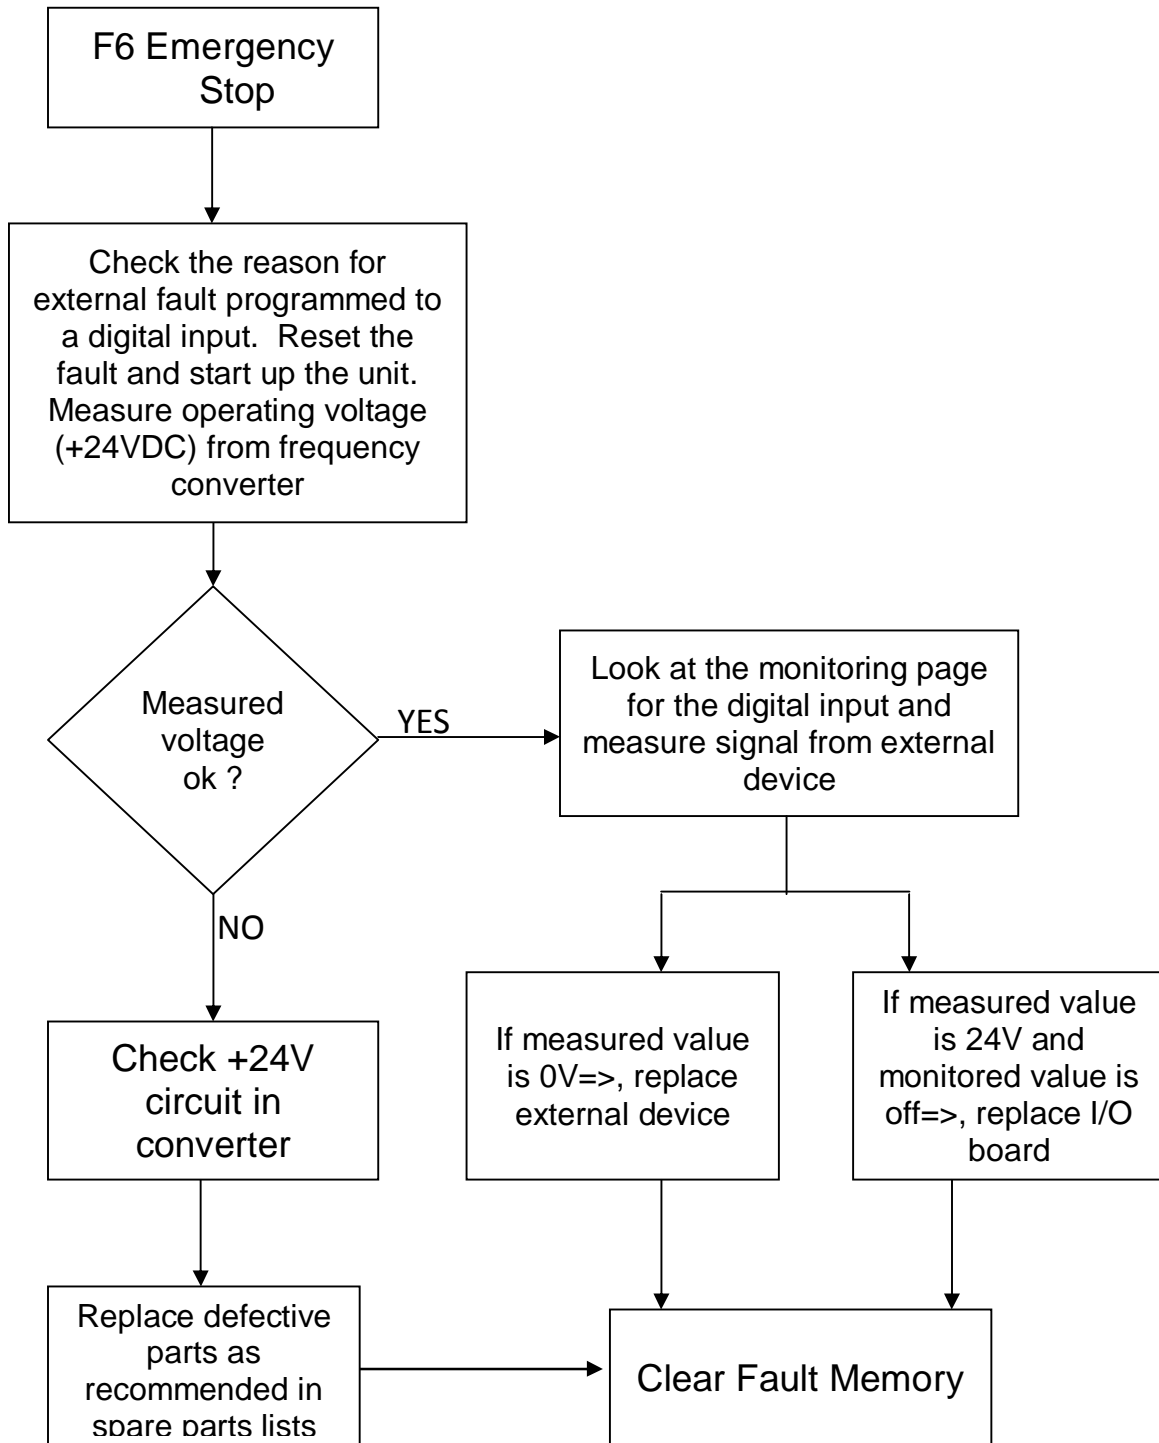 F6 Emergency
Stop
Check the reason for
external fault programmed to
a digital input.  Reset the
fault and start up the unit.
Measure operating voltage
(+24VDC) from frequency
converter
Measured
voltage
ok ?
YES
Look at the monitoring page
for the digital input and
measure signal from external
device
NO
Check +24V
circuit in
converter
If measured value
is 0V=>, replace
external device
If measured value
is 24V and
monitored value is
off=>, replace I/O
board
Replace defective
parts as
recommended in
spare parts lists
Clear Fault Memory